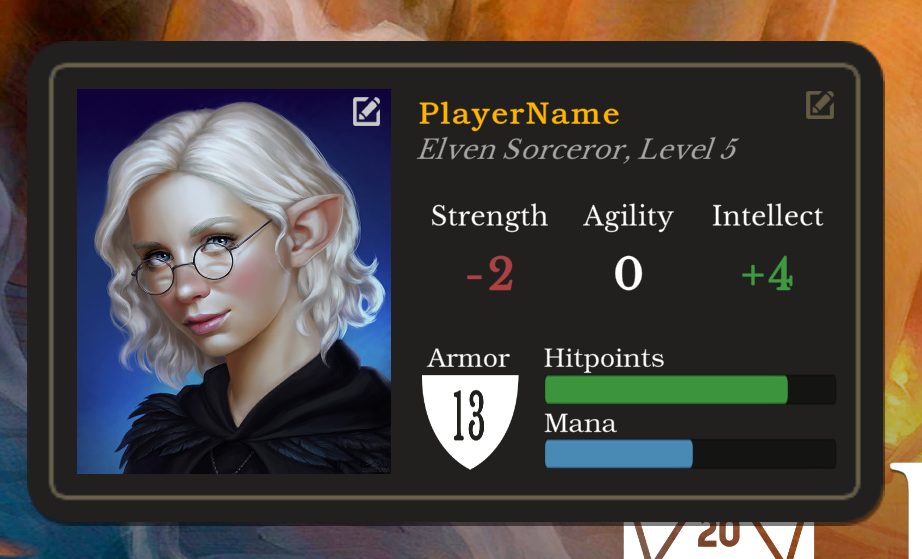 PlayerName
Elven Sorceror, Level 5
Strength Agility Intellect
-2 0 +4
Armor Hitpoints
13
Mana
20